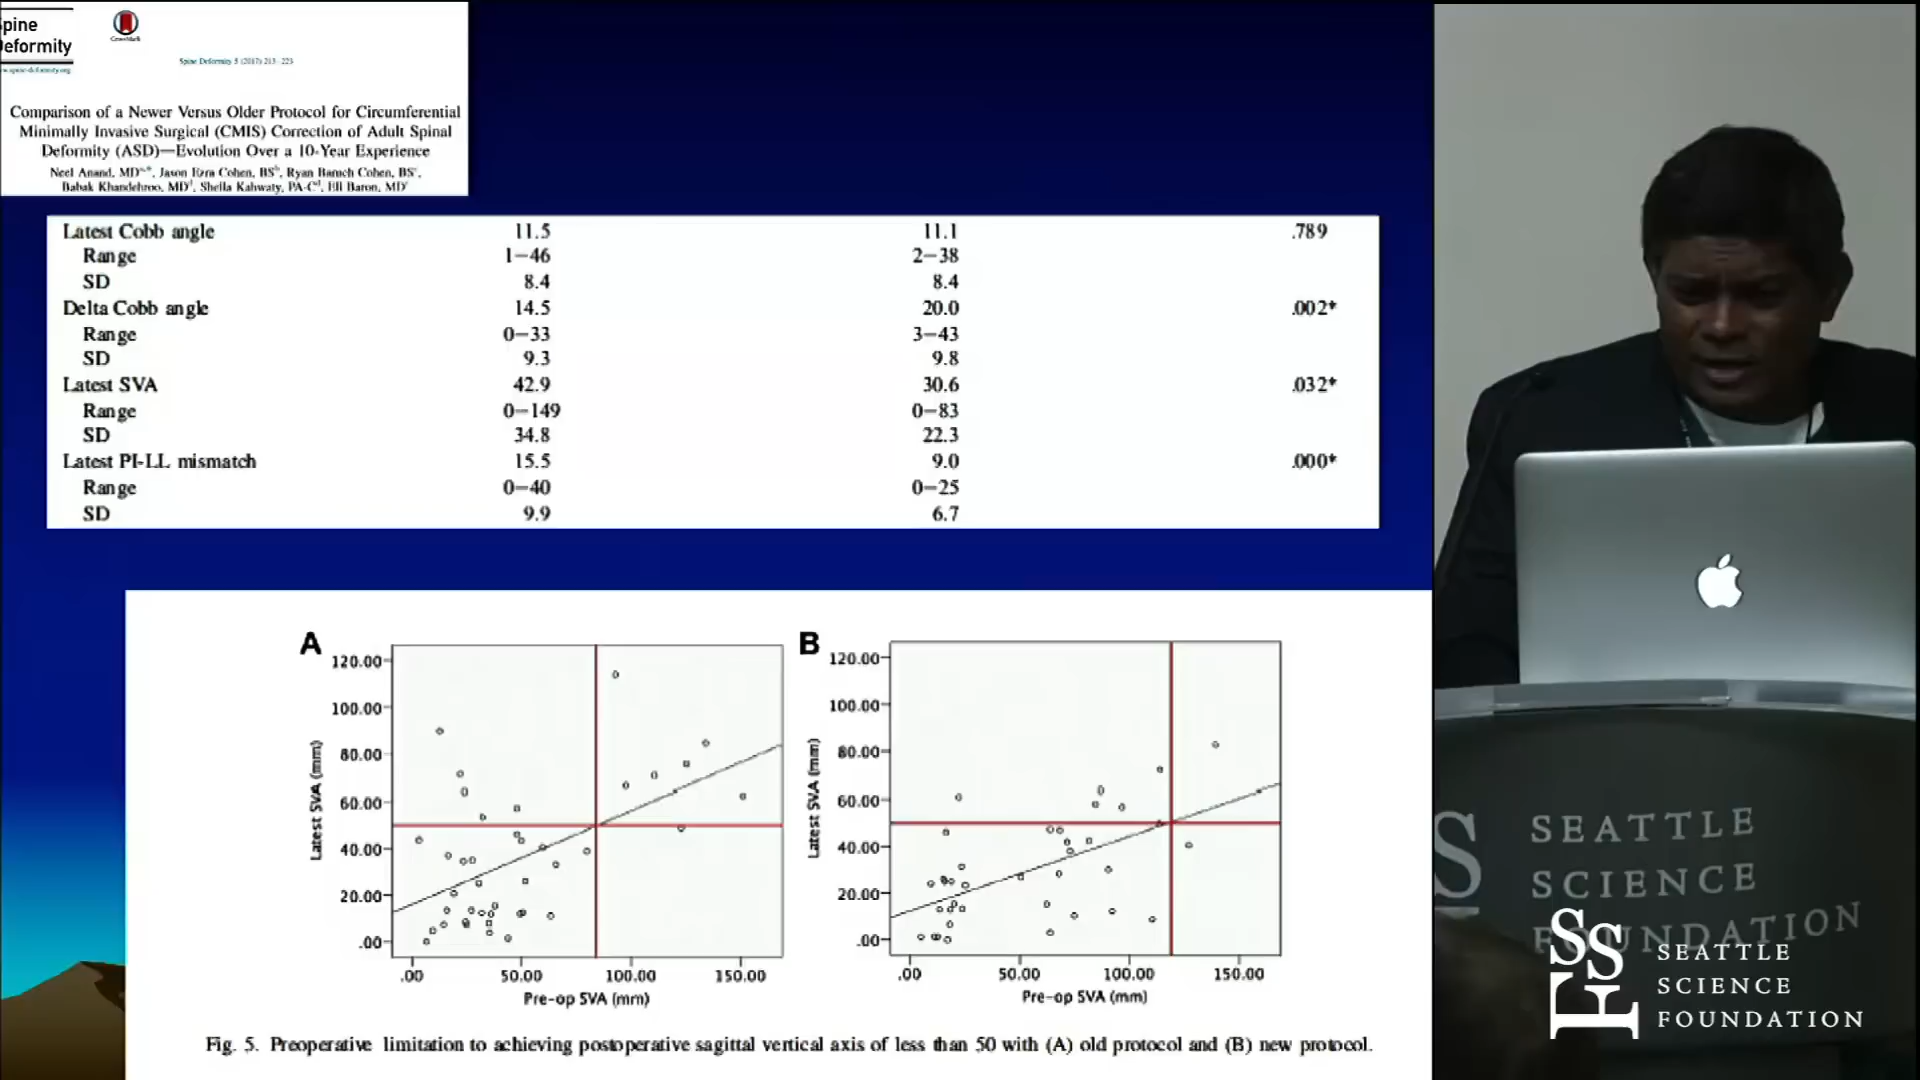 Spine
Deformity
Spine Deformity 5 (2017) 213–223
Comparison of a Newer Versus Older Protocol for Circumferential
Minimally Invasive Surgical (CMIS) Correction of Adult Spinal
Deformity (ASD)—Evolution Over a 10-Year Experience
Neel Anand, MD, Jason Ezra Cohen, BS, Ryan Baruch Cohen, BS,
Babak Khandehroo, MD, Sheila Kahwaty, PA-C, Eli Baron, MD
Latest Cobb angle 11.5 11.1 .789
Range 1–46 2–38
SD 8.4 8.4
Delta Cobb angle 14.5 20.0 .002*
Range 0–33 3–43
SD 9.3 9.8
Latest SVA 42.9 30.6 .032*
Range 0–149 0–83
SD 34.8 22.3
Latest PI-LL mismatch 15.5 9.0 .000*
Range 0–40 0–25
SD 9.9 6.7
A
120.00
100.00
80.00
60.00
40.00
20.00
.00
Latest SVA (mm)
.00 50.00 100.00 150.00
Pre-op SVA (mm)
B
120.00
100.00
80.00
60.00
40.00
20.00
.00
Latest SVA (mm)
.00 50.00 100.00 150.00
Pre-op SVA (mm)
Fig. 5. Preoperative limitation to achieving postoperative sagittal vertical axis of less than 50 with (A) old protocol and (B) new protocol.
SEATTLE
SCIENCE
FOUNDATION
SSF
SEATTLE
SCIENCE
FOUNDATION